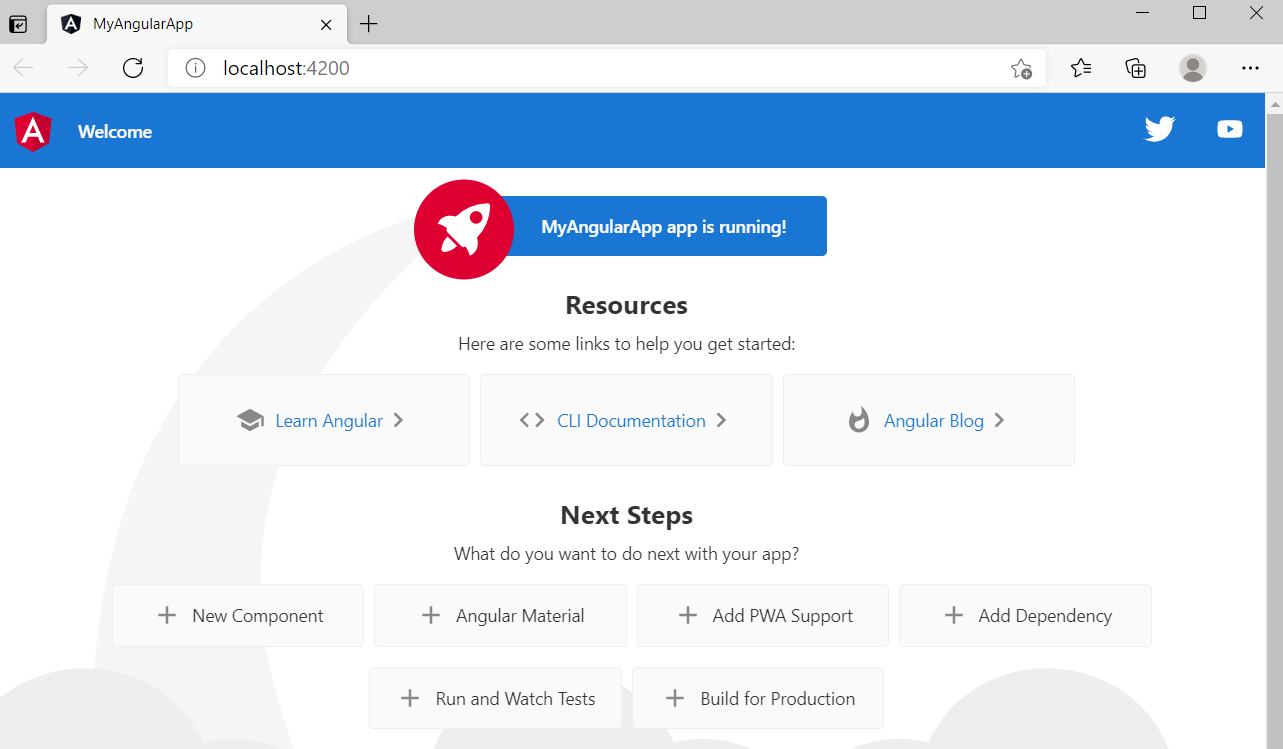 MyAngularApp
localhost:4200
Welcome
MyAngularApp app is running!
Resources
Here are some links to help you get started:
Learn Angular
CLI Documentation
Angular Blog
Next Steps
What do you want to do next with your app?
New Component
Angular Material
Add PWA Support
Add Dependency
Run and Watch Tests
Build for Production